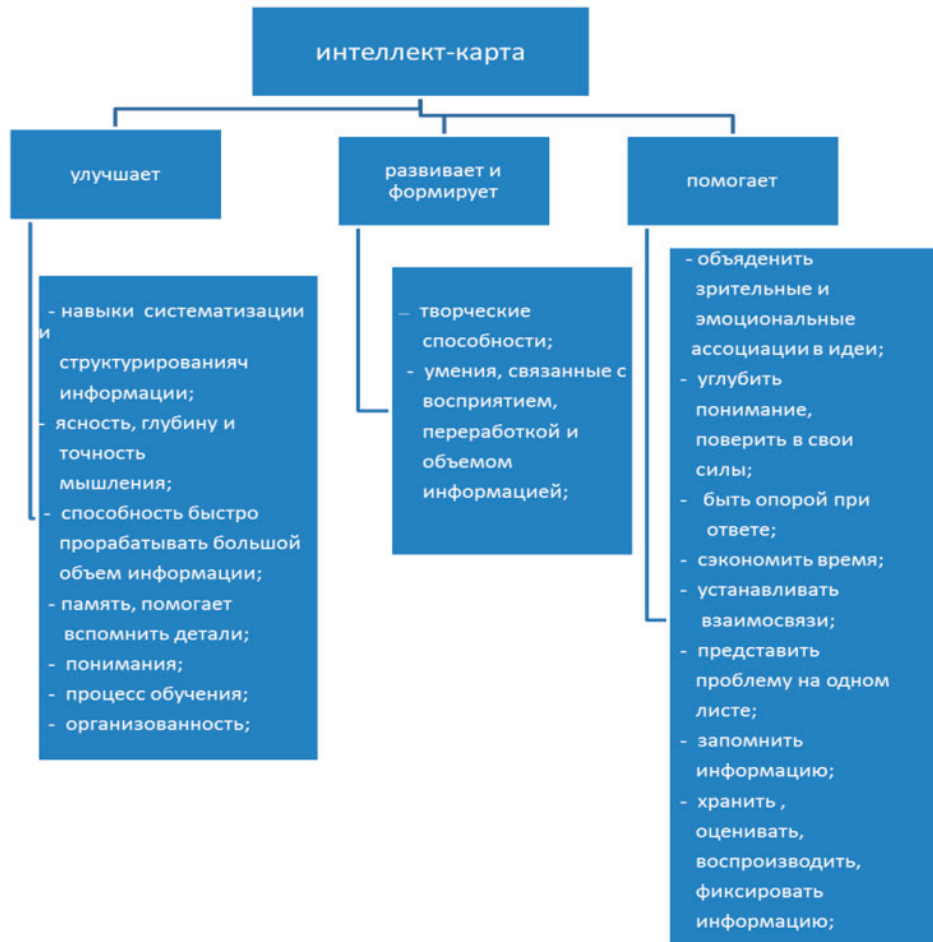 интеллект-карта
улучшает
развивает и
формирует
помогает
- навыки систематизации
и
структурированияч
информации;
- ясность, глубину и
точность
мышления;
- способность быстро
прорабатывать большой
объем информации;
- память, помогает
вспомнить детали;
- понимания;
- процесс обучения;
- организованность;
– творческие
способности;
- умения, связанные с
восприятием,
переработкой и
объемом
информацией;
- объяденить
зрительные и
эмоциональные
ассоциации в идеи;
- углубить
понимание,
поверить в свои
силы;
- быть опорой при
ответе;
- сэкономить время;
- устанавливать
взаимосвязи;
- представить
проблему на одном
листе;
- запомнить
информацию;
- хранить ,
оценивать,
воспроизводить,
фиксировать
информацию;